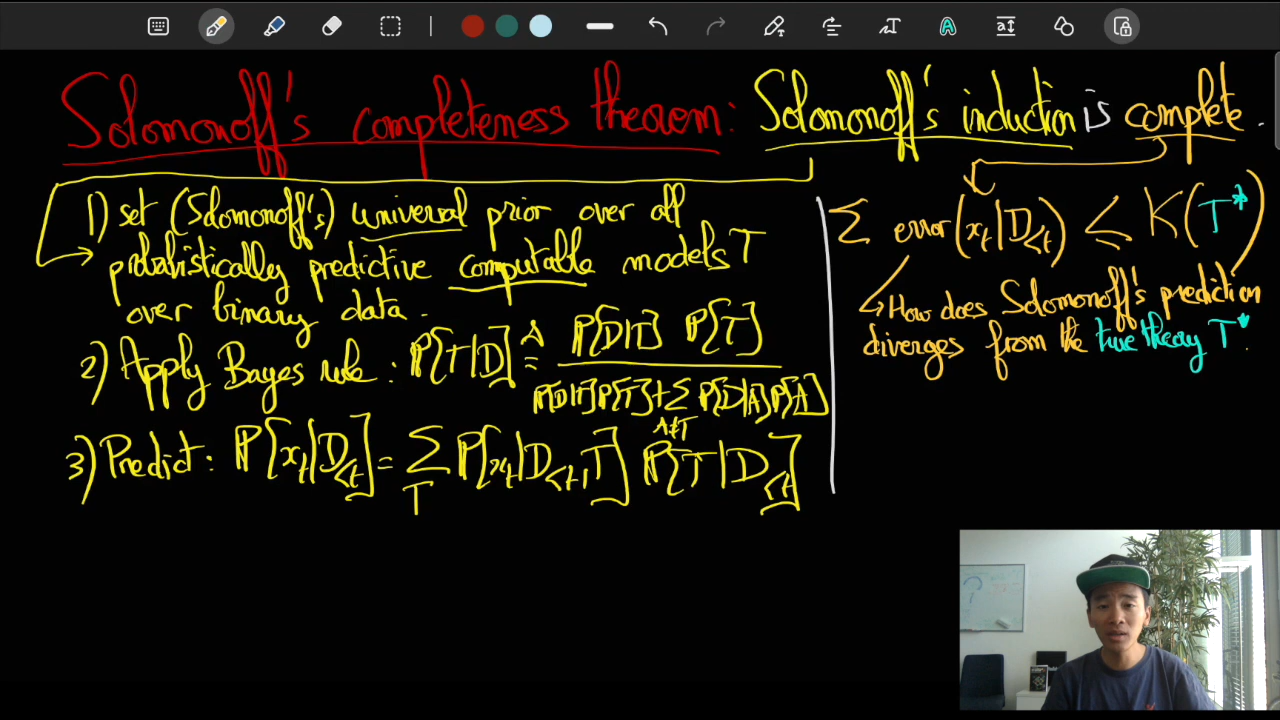 Solomonoff's completeness theorem: Solomonoff's induction is complete.
1) set (Solomonoff's) universal prior over all
probabilistically predictive computable models T
over binary data.
2) Apply Bayes rule: P[T|D] ≜ P[D|T] P[T] / P[D|T]P[T]+Σ P[D|A]P[A]
A≠T
3) Predict: P[x_t|D_{<t}] = Σ_T P[x_t|D_{<t},T] P[T|D_{<t}]
Σ error(x_t|D_{<t}) ≤ K(T*)
How does Solomonoff's prediction
diverges from the true theory T*.